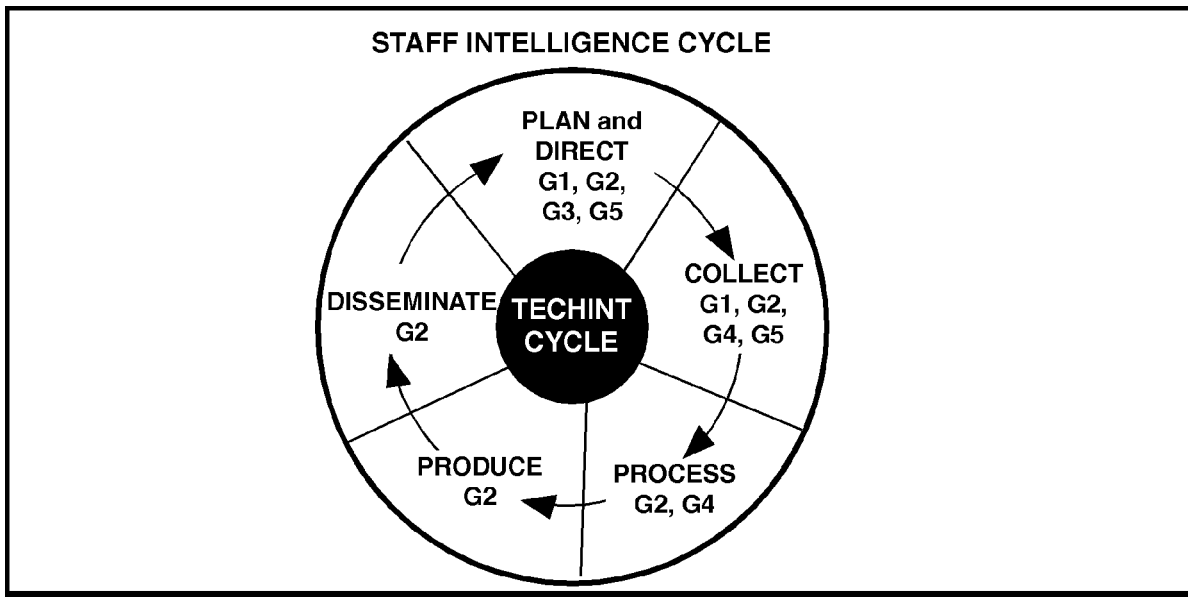 STAFF INTELLIGENCE CYCLE
PLAN and
DIRECT
G1, G2,
G3, G5
COLLECT
G1, G2,
G4, G5
PROCESS
G2, G4
PRODUCE
G2
DISSEMINATE
G2
TECHINT
CYCLE